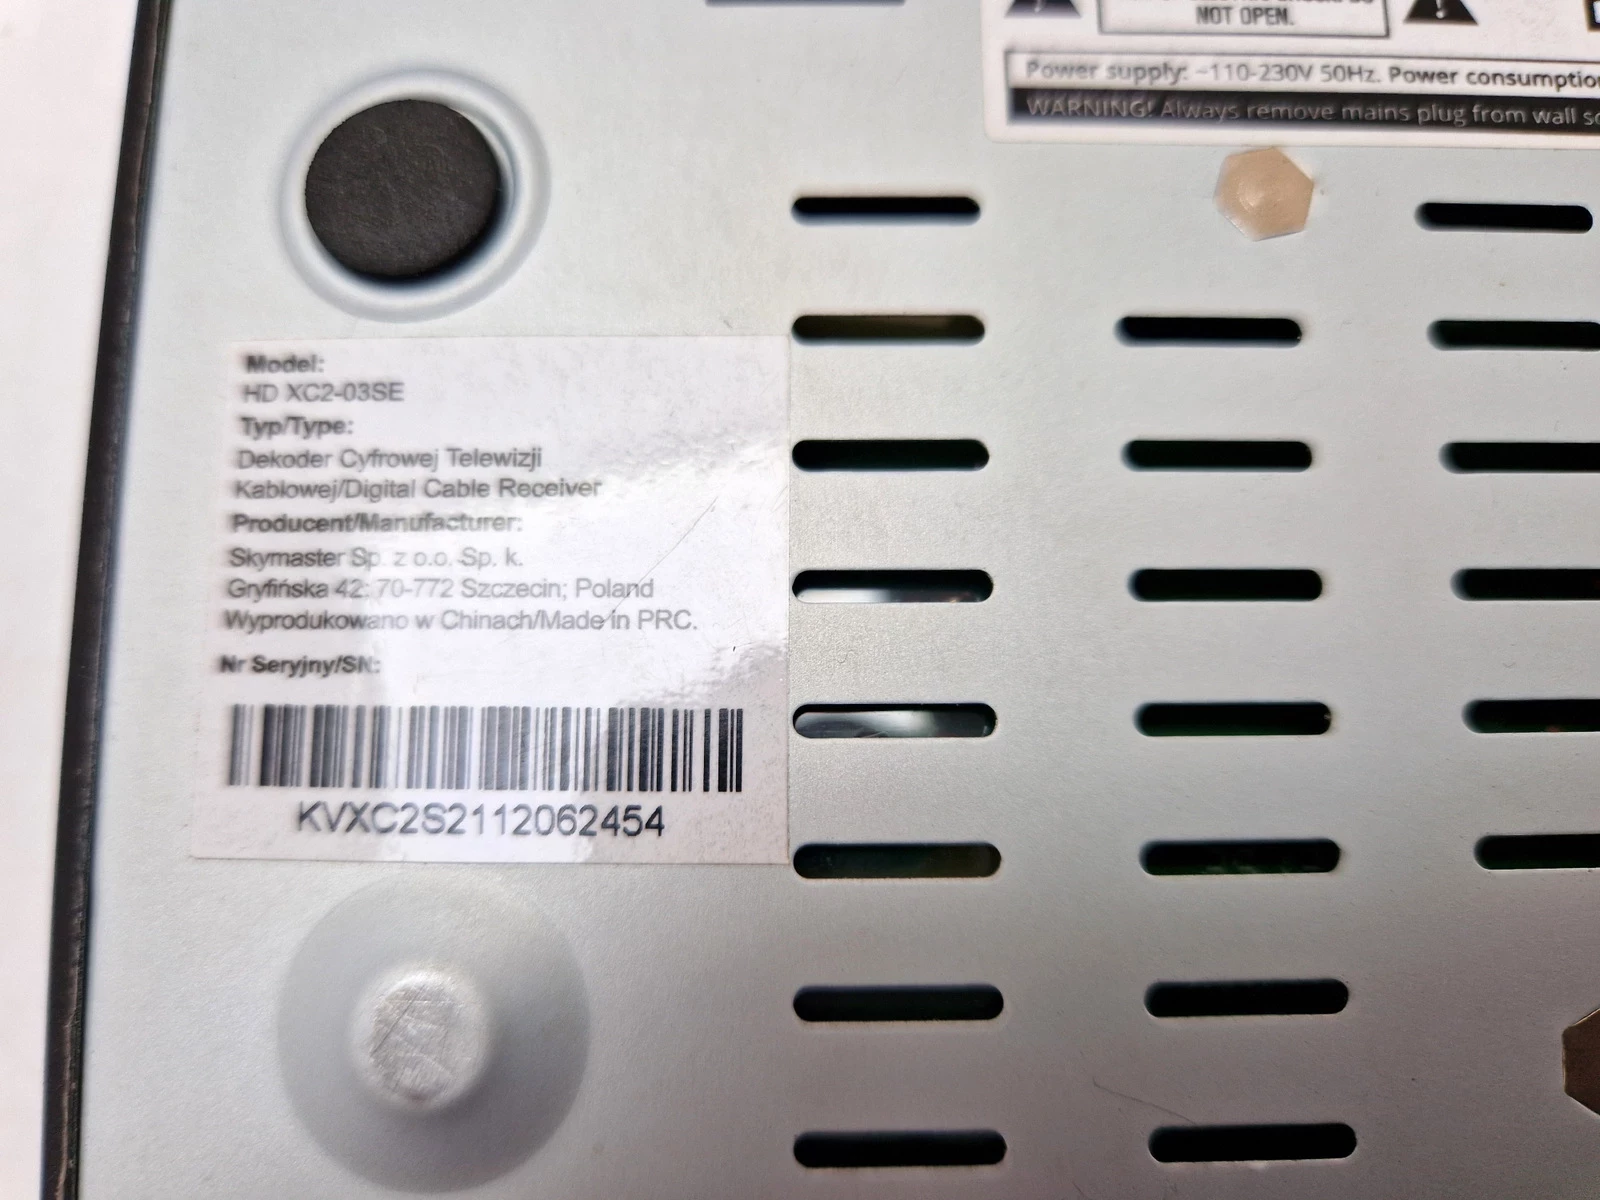 NOT OPEN.
Power supply: ~110-230V 50Hz. Power consumption
WARNING! Always remove mains plug from wall
Model:
HD XC2-03SE
Typ/Type:
Dekoder Cyfrowej Telewizji
Kablowej/Digital Cable Receiver
Producent/Manufacturer:
Skymaster Sp. z o.o. Sp. k.
Gryfińska 42; 70-772 Szczecin; Poland
Wyprodukowano w Chinach/Made in PRC.
Nr Seryjny/SN:
KVXC2S2112062454